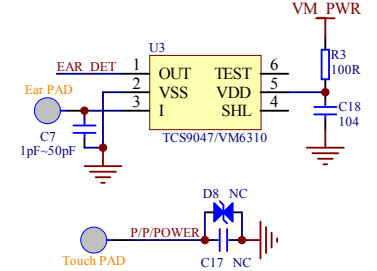 VM_PWR
U3
R3
100R
EAR_DET 1 OUT TEST 6
2 VSS VDD 5
3 I SHL 4
Ear PAD
C18
104
C7
1pF~50pF
TCS9047/VM6310
D8 NC
P/P/POWER
Touch PAD
C17 NC